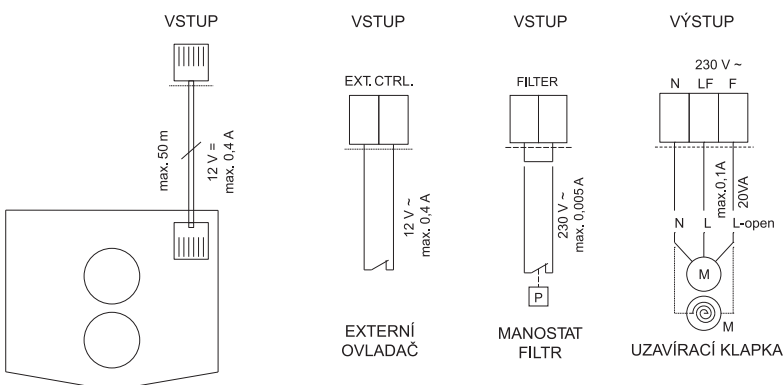 VSTUP
max. 50 m
12 V =
max. 0,4 A
VSTUP
EXT. CTRL.
12 V ~
max. 0,4 A
EXTERNÍ
OVLADAČ
VSTUP
FILTER
230 V ~
max. 0,005 A
P
MANOSTAT
FILTR
VÝSTUP
230 V ~
N LF F
max.0,1A
20VA
N L L-open
M
M
UZAVÍRACÍ KLAPKA